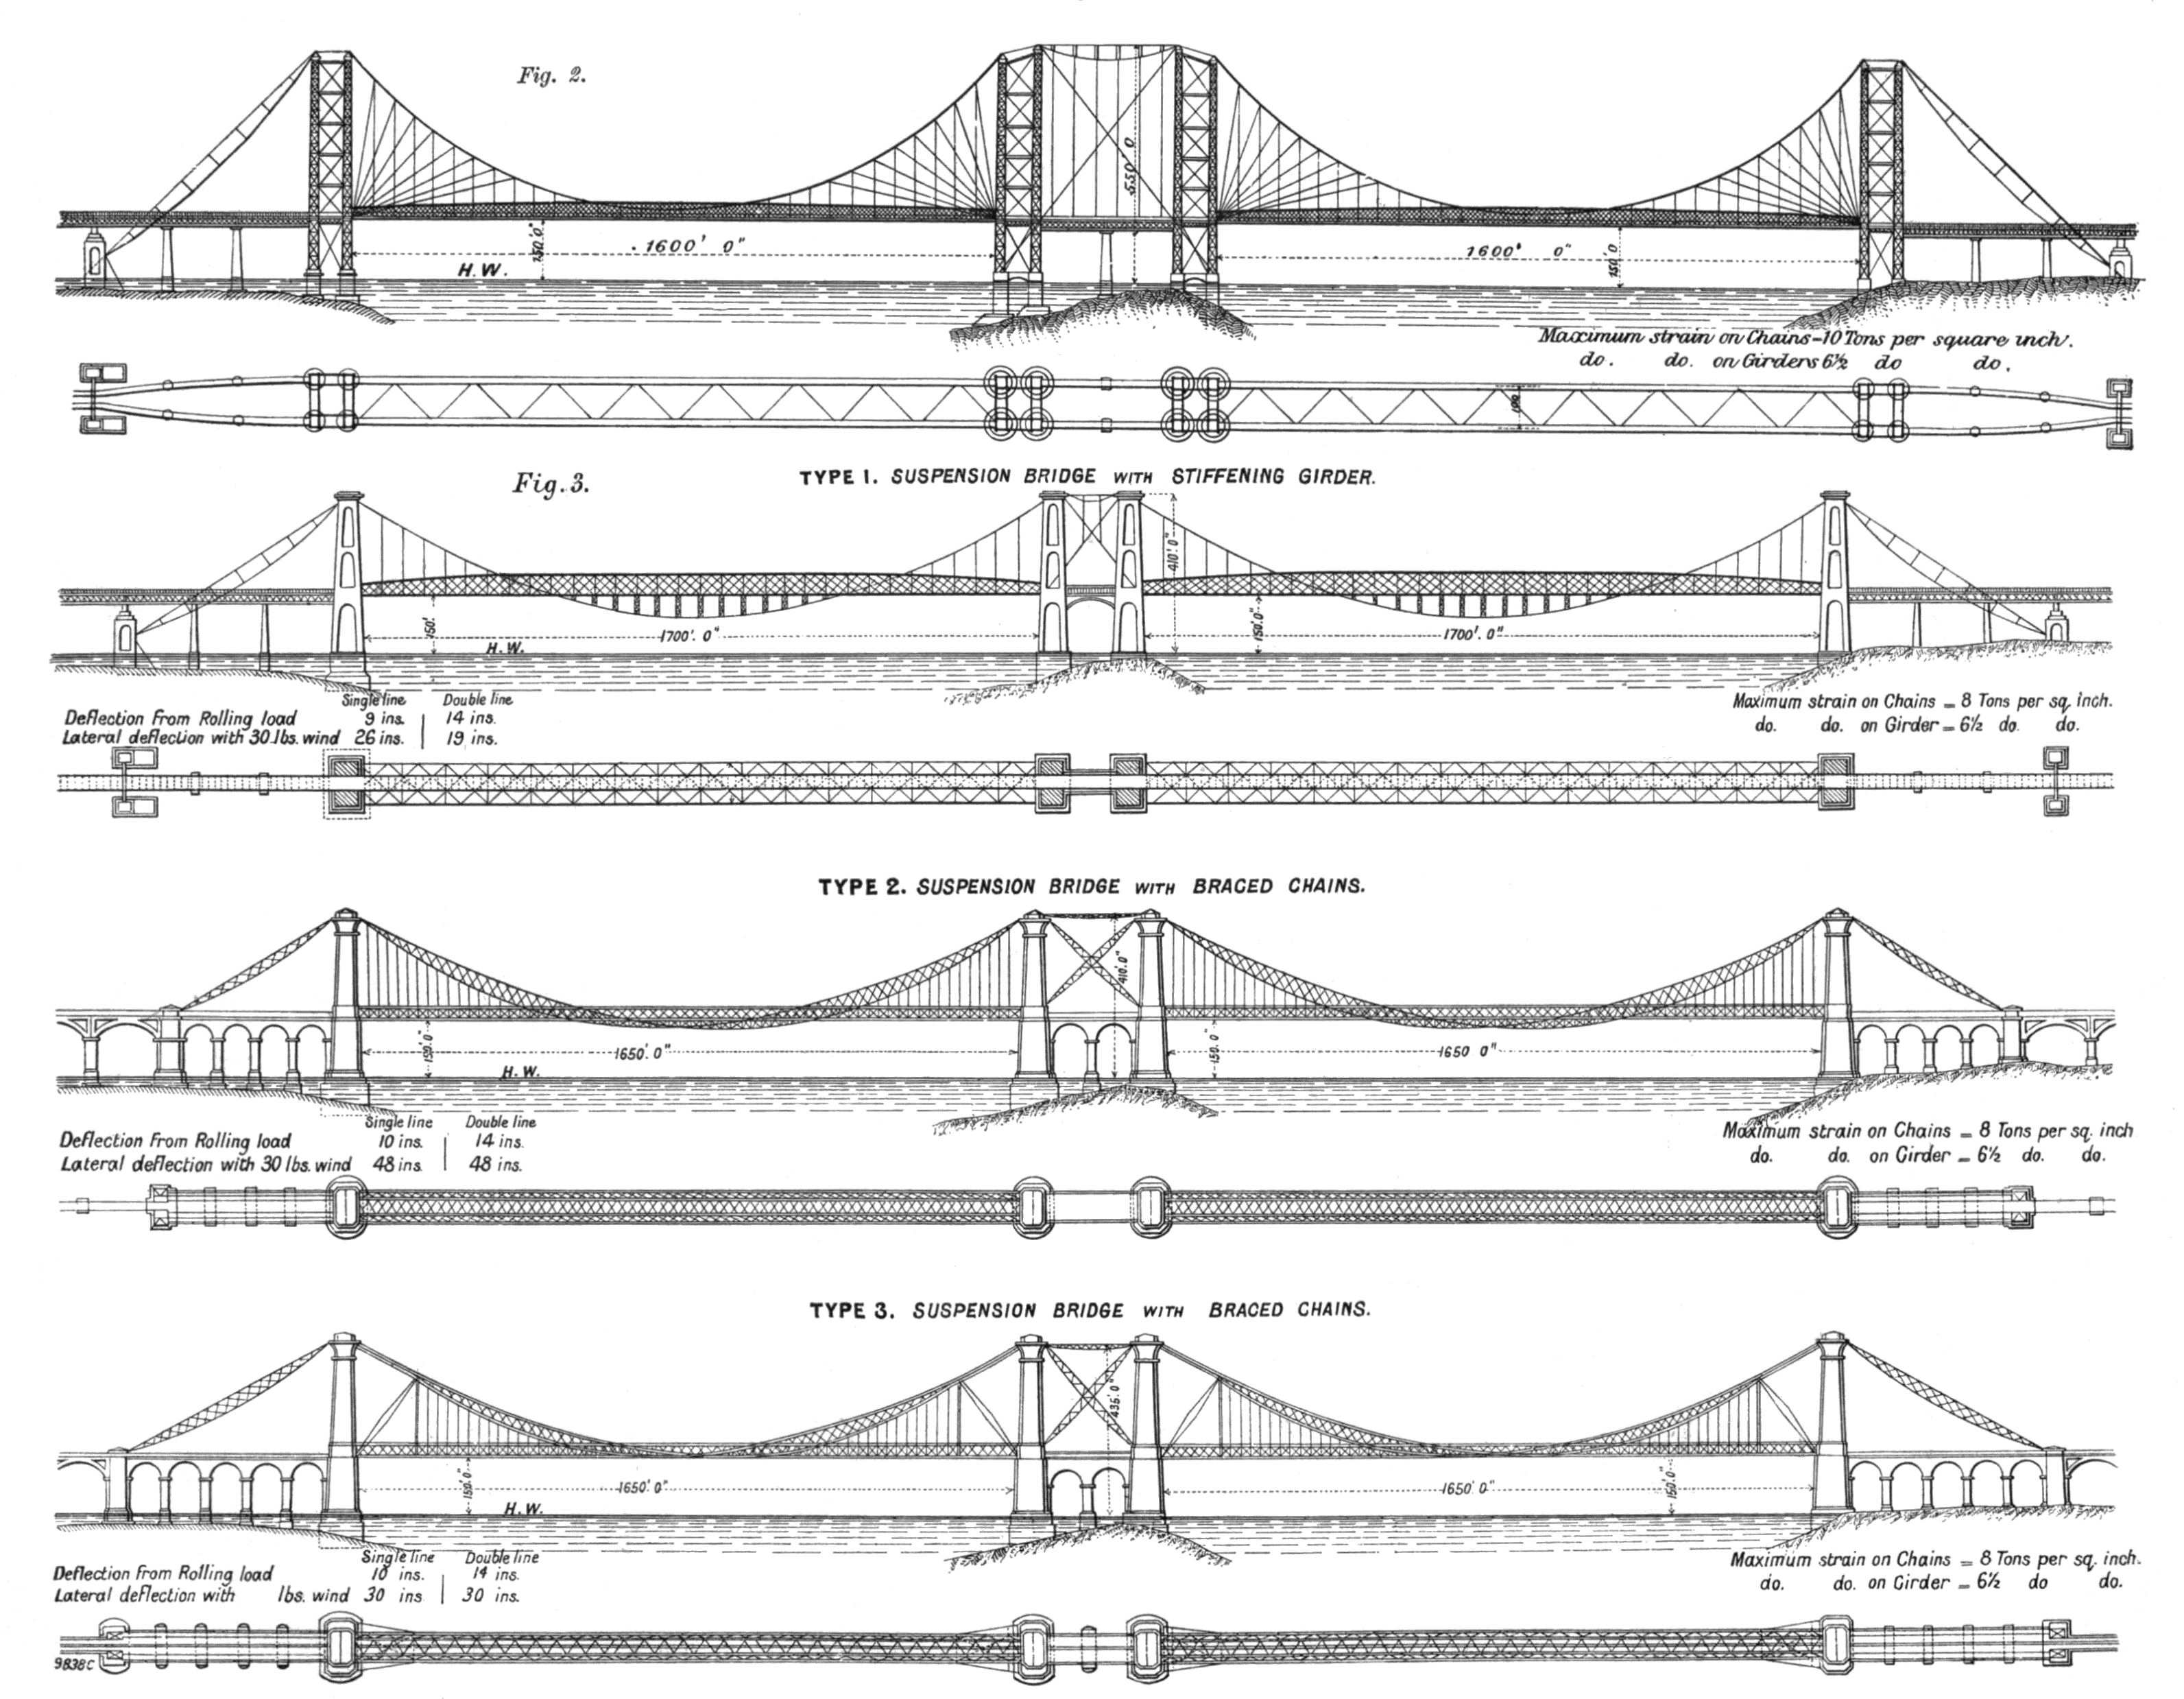 Fig. 2.
550' 0
150'.0"
1600' 0"
1600' 0"
150'.0
H.W.
Maximum strain on Chains-10 Tons per square inch.
do. do. on Girders 6½ do do.
100'
Fig. 3.
TYPE 1. SUSPENSION BRIDGE WITH STIFFENING GIRDER.
410'.0"
150'.
1700'. 0"
150'.0"
1700'. 0"
H.W.
Single line Double line
Deflection from Rolling load 9 ins. 14 ins.
Lateral deflection with 30 lbs. wind 26 ins. 19 ins.
Maximum strain on Chains = 8 Tons per sq. inch.
do. do. on Girder = 6½ do. do.
TYPE 2. SUSPENSION BRIDGE WITH BRACED CHAINS.
410'.0"
150'.0"
1650'. 0"
150'.0"
1650 0"
H.W.
Single line Double line
Deflection from Rolling load 10 ins. 14 ins.
Lateral deflection with 30 lbs. wind 48 ins. 48 ins.
Maximum strain on Chains = 8 Tons per sq. inch
do. do. on Girder = 6½ do. do.
TYPE 3. SUSPENSION BRIDGE WITH BRACED CHAINS.
435'.0"
150'.0"
1650' 0"
1650' 0"
150'.0"
H.W.
Single line Double line
Deflection from Rolling load 10 ins. 14 ins.
Lateral deflection with lbs. wind 30 ins 30 ins.
Maximum strain on Chains = 8 Tons per sq. inch.
do. do. on Girder = 6½ do do.
9838C